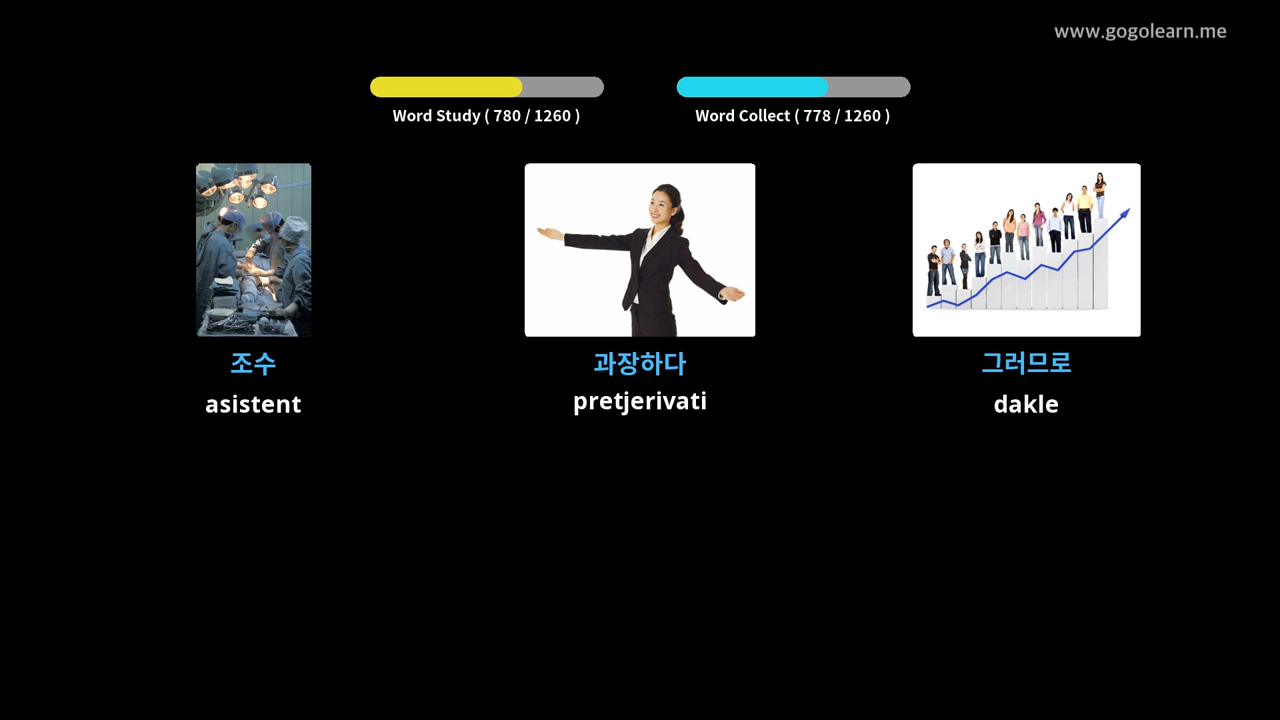 www.gogolearn.me
Word Study ( 780 / 1260 )
Word Collect ( 778 / 1260 )
조수
과장하다
그러므로
asistent
pretjerivati
dakle